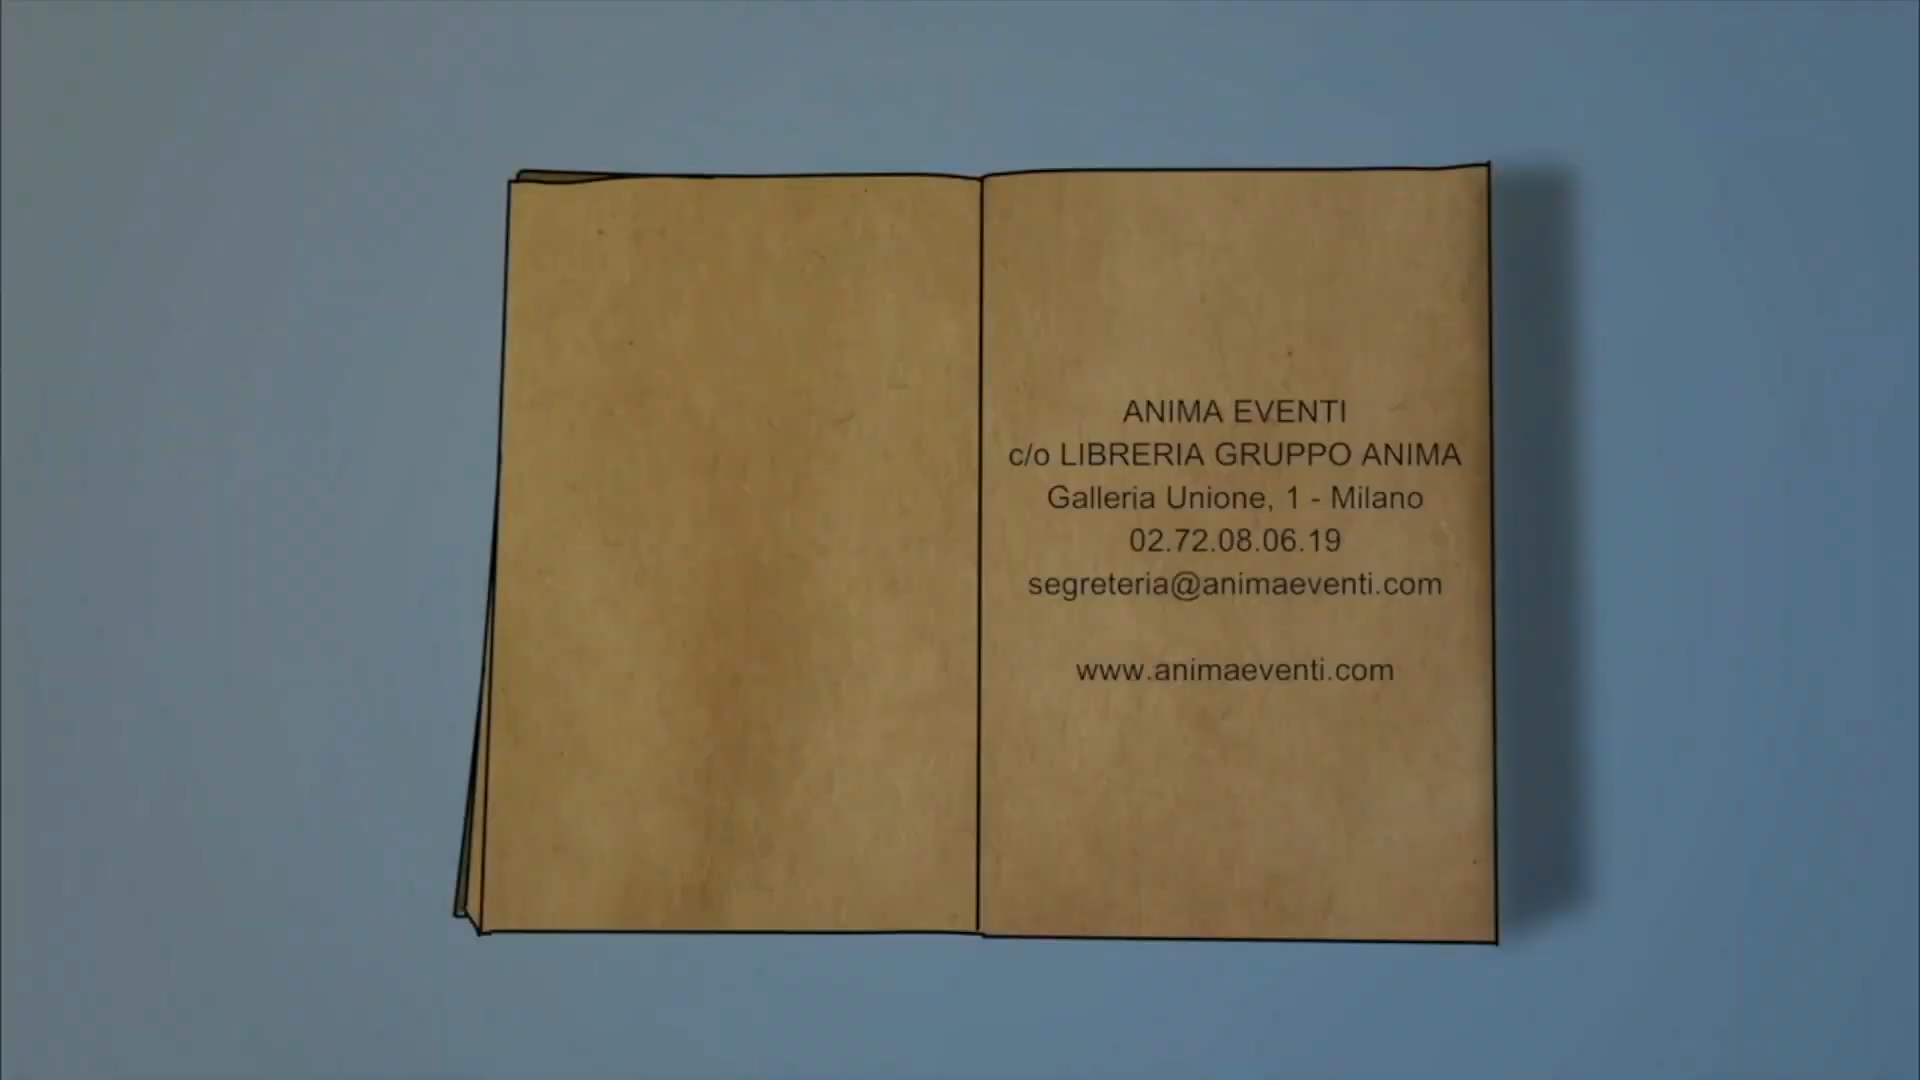 ANIMA EVENTI
c/o LIBRERIA GRUPPO ANIMA
Galleria Unione, 1 - Milano
02.72.08.06.19
segreteria@animaeventi.com
www.animaeventi.com